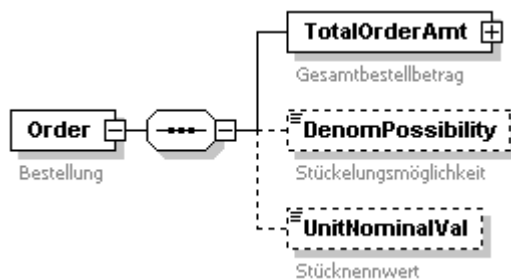 TotalOrderAmt
Gesamtbestellbetrag
Order
Bestellung
DenomPossibility
Stückelungsmöglichkeit
UnitNominalVal
Stücknennwert